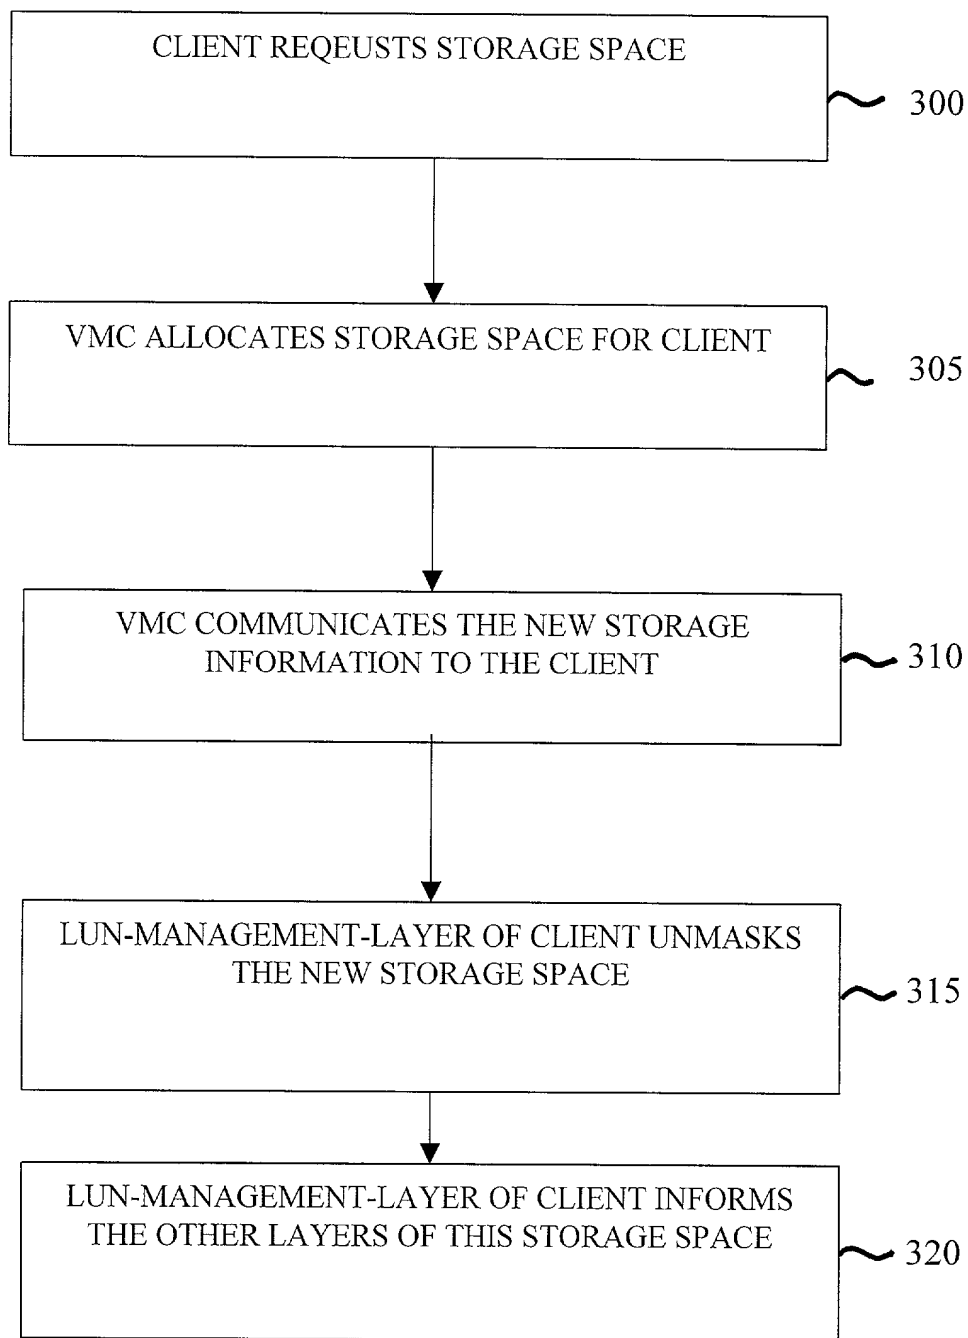 CLIENT REQEUSTS STORAGE SPACE
300
VMC ALLOCATES STORAGE SPACE FOR CLIENT
305
VMC COMMUNICATES THE NEW STORAGE
INFORMATION TO THE CLIENT
310
LUN-MANAGEMENT-LAYER OF CLIENT UNMASKS
THE NEW STORAGE SPACE
315
LUN-MANAGEMENT-LAYER OF CLIENT INFORMS
THE OTHER LAYERS OF THIS STORAGE SPACE
320